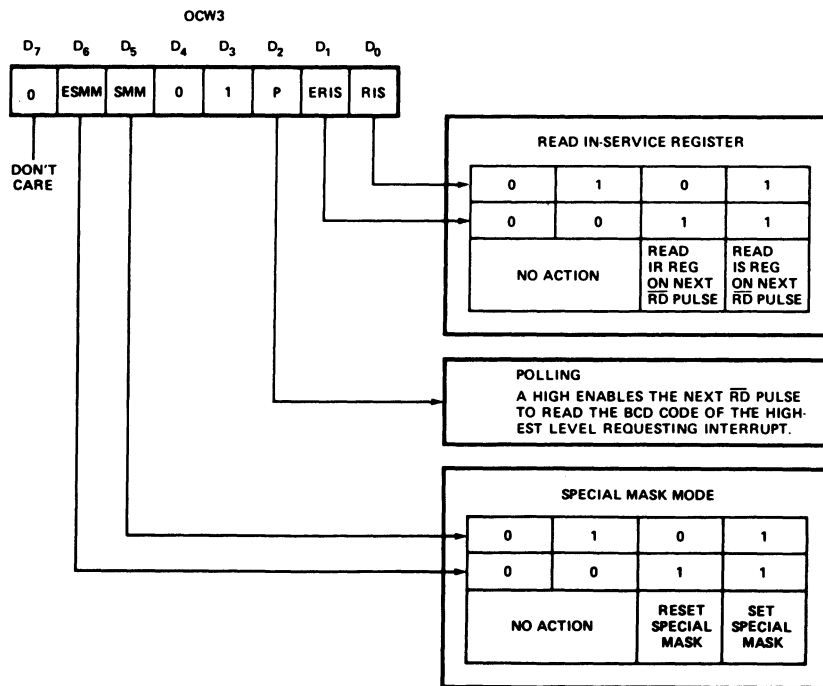 OCW3
D7 D6 D5 D4 D3 D2 D1 D0
0 ESMM SMM 0 1 P ERIS RIS
DON'T
CARE
READ IN-SERVICE REGISTER
0 1 0 1
0 0 1 1
NO ACTION
READ
IR REG
ON NEXT
RD PULSE
READ
IS REG
ON NEXT
RD PULSE
POLLING
A HIGH ENABLES THE NEXT RD PULSE
TO READ THE BCD CODE OF THE HIGH-
EST LEVEL REQUESTING INTERRUPT.
SPECIAL MASK MODE
0 1 0 1
0 0 1 1
NO ACTION
RESET
SPECIAL
MASK
SET
SPECIAL
MASK